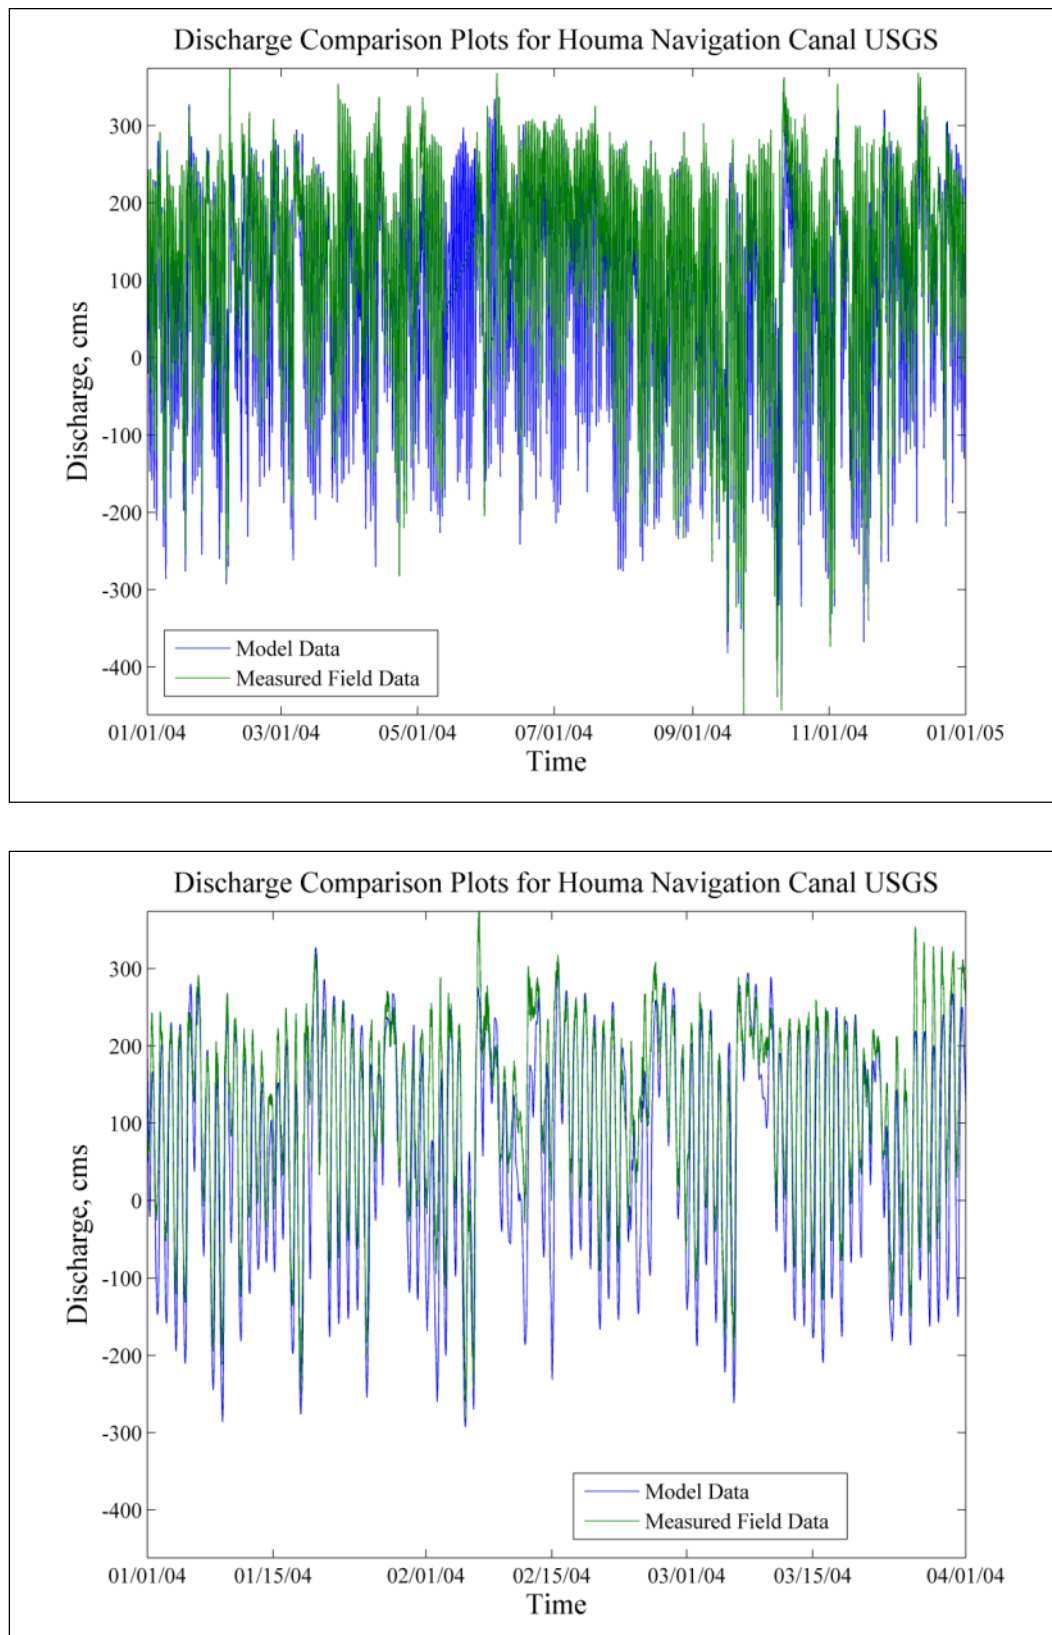 Discharge Comparison Plots for Houma Navigation Canal USGS
300
200
100
0
-100
-200
-300
-400
Discharge, cms
Model Data
Measured Field Data
01/01/04 03/01/04 05/01/04 07/01/04 09/01/04 11/01/04 01/01/05
Time
Discharge Comparison Plots for Houma Navigation Canal USGS
300
200
100
0
-100
-200
-300
-400
Discharge, cms
Model Data
Measured Field Data
01/01/04 01/15/04 02/01/04 02/15/04 03/01/04 03/15/04 04/01/04
Time